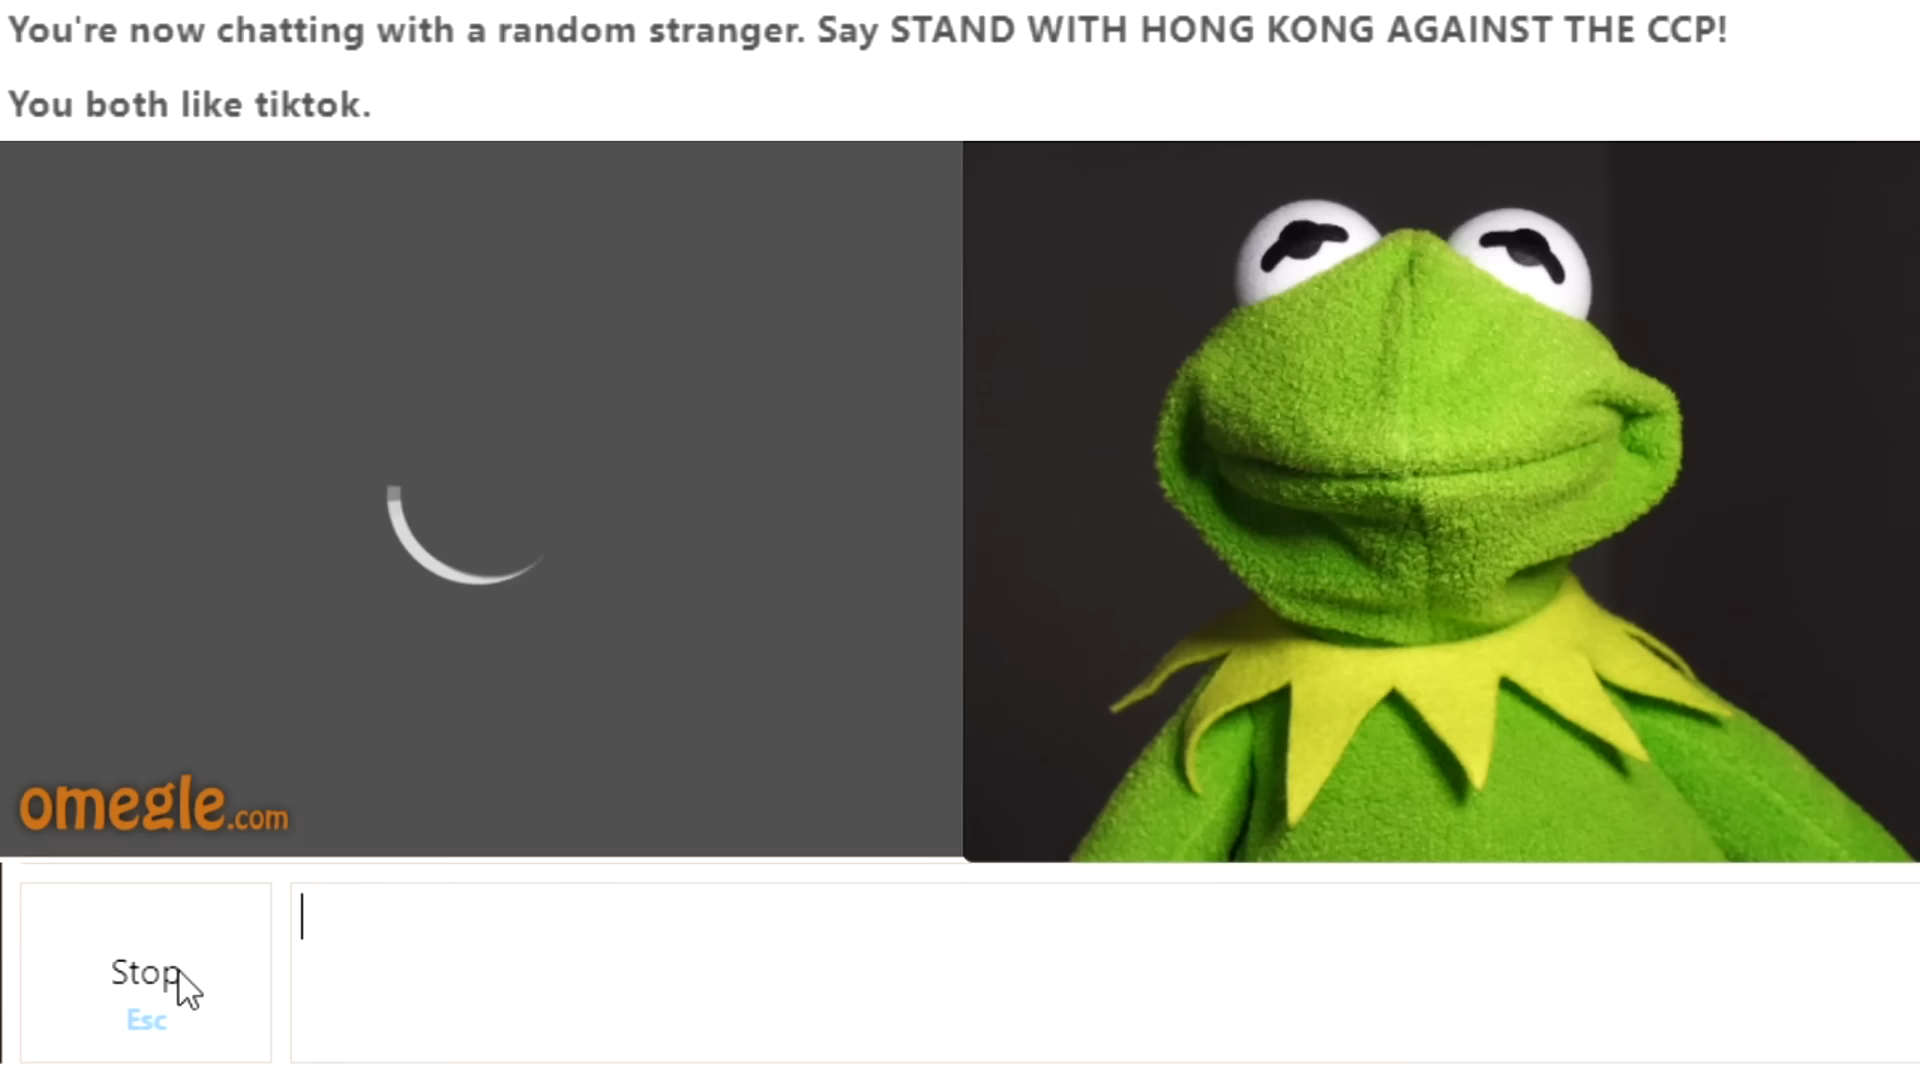 You're now chatting with a random stranger. Say STAND WITH HONG KONG AGAINST THE CCP!
You both like tiktok.
omegle.com
Stop
Esc